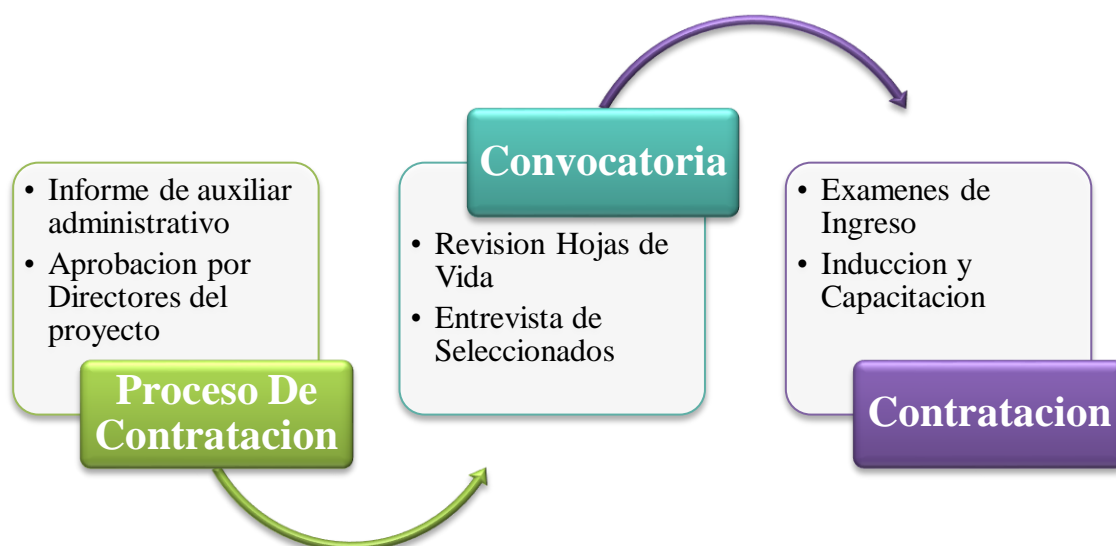 • Informe de auxiliar
administrativo
• Aprobacion por
Directores del
proyecto
Proceso De
Contratacion
Convocatoria
• Revision Hojas de
Vida
• Entrevista de
Seleccionados
• Examenes de
Ingreso
• Induccion y
Capacitacion
Contratacion